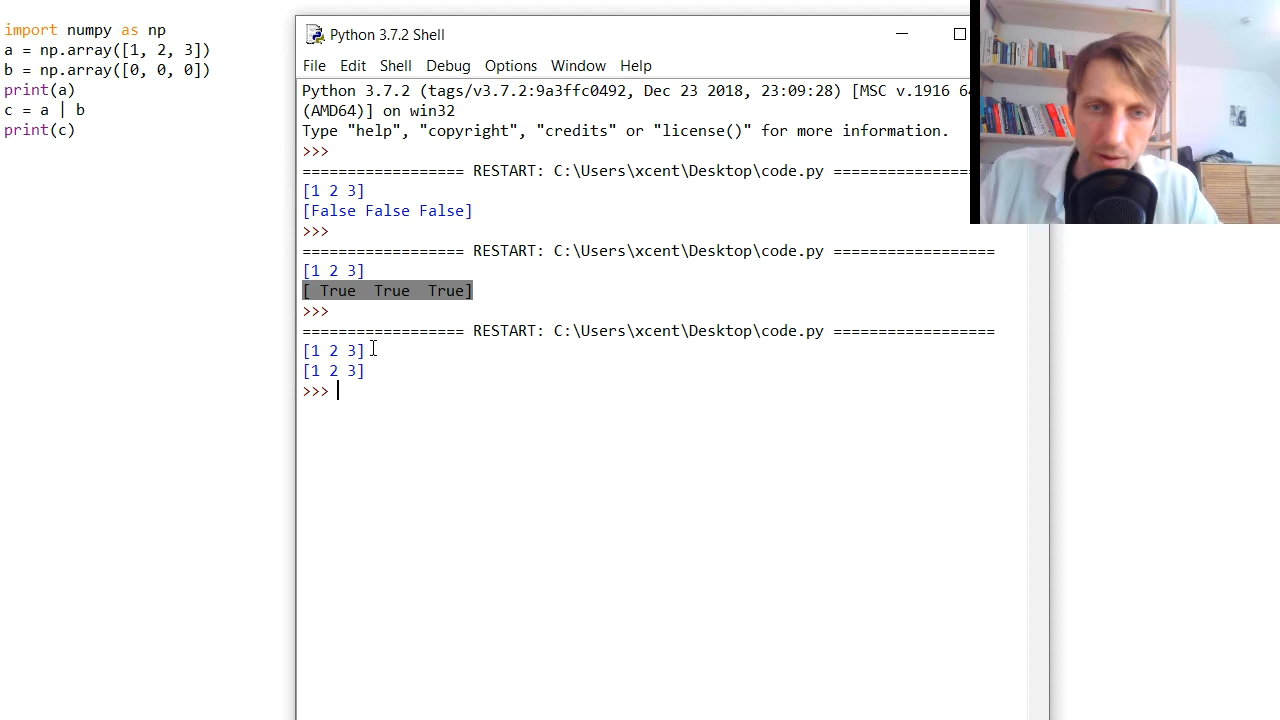 import numpy as np
a = np.array([1, 2, 3])
b = np.array([0, 0, 0])
print(a)
c = a | b
print(c)
Python 3.7.2 Shell
File Edit Shell Debug Options Window Help
Python 3.7.2 (tags/v3.7.2:9a3ffc0492, Dec 23 2018, 23:09:28) [MSC v.1916 6
(AMD64)] on win32
Type "help", "copyright", "credits" or "license()" for more information.
>>>
================== RESTART: C:\Users\xcent\Desktop\code.py ================
[1 2 3]
[False False False]
>>>
================== RESTART: C:\Users\xcent\Desktop\code.py ==================
[1 2 3]
[ True  True  True]
>>>
================== RESTART: C:\Users\xcent\Desktop\code.py ==================
[1 2 3]
[1 2 3]
>>>